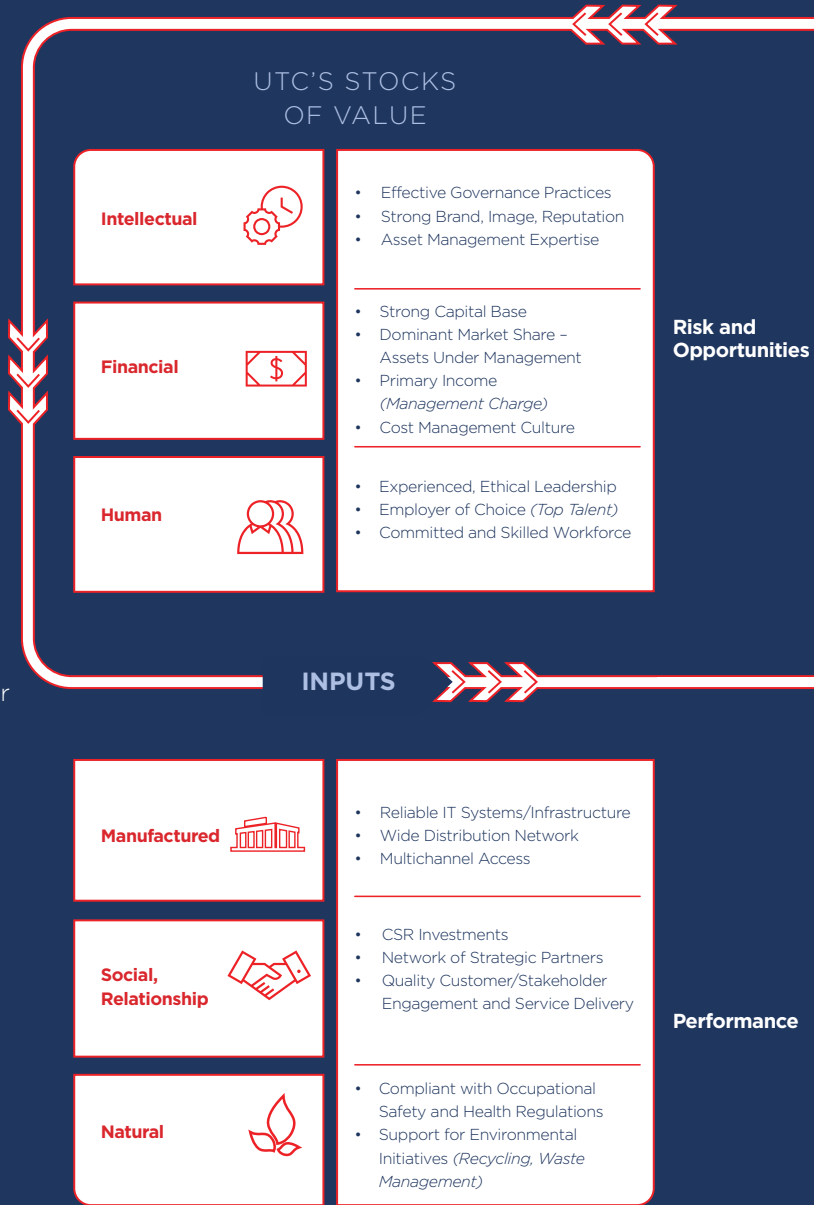 UTC'S STOCKS
OF VALUE
Intellectual
• Effective Governance Practices
• Strong Brand, Image, Reputation
• Asset Management Expertise
Financial
$
• Strong Capital Base
• Dominant Market Share –
Assets Under Management
• Primary Income
(Management Charge)
• Cost Management Culture
Human
• Experienced, Ethical Leadership
• Employer of Choice (Top Talent)
• Committed and Skilled Workforce
Risk and
Opportunities
r
INPUTS
Manufactured
• Reliable IT Systems/Infrastructure
• Wide Distribution Network
• Multichannel Access
Social,
Relationship
• CSR Investments
• Network of Strategic Partners
• Quality Customer/Stakeholder
Engagement and Service Delivery
Performance
Natural
• Compliant with Occupational
Safety and Health Regulations
• Support for Environmental
Initiatives (Recycling, Waste
Management)